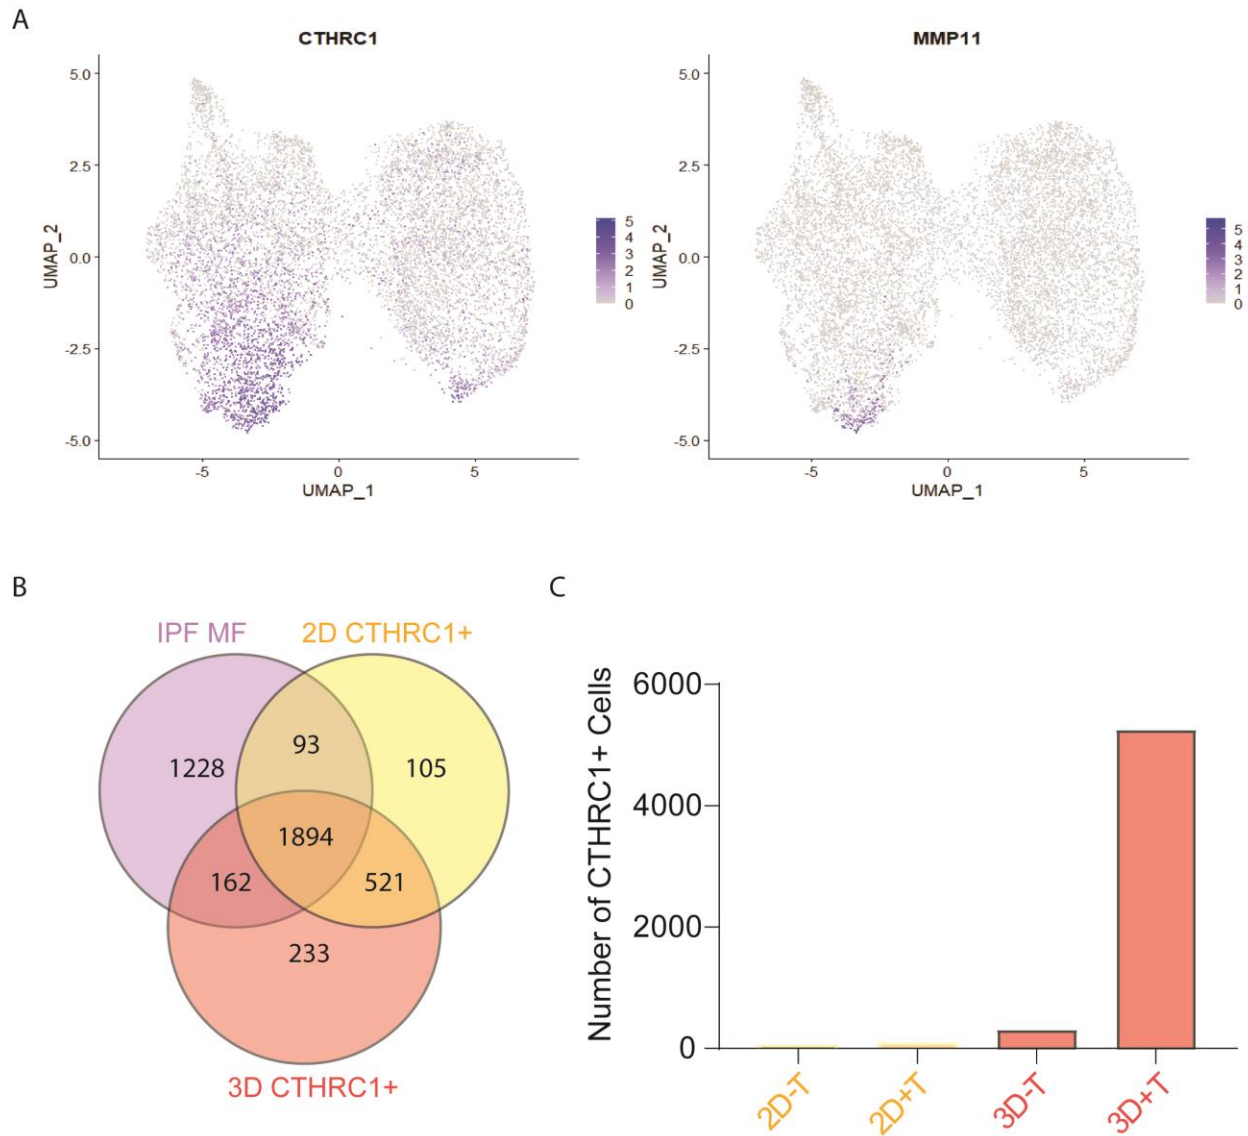 A
CTHRC1
5.0
2.5
0.0
-2.5
-5.0
UMAP_2
-5
0
5
UMAP_1
5
4
3
2
1
0
MMP11
5.0
2.5
0.0
-2.5
-5.0
UMAP_2
-5
0
5
UMAP_1
5
4
3
2
1
0
B
IPF MF
2D CTHRC1+
93
1228
105
1894
162
521
233
3D CTHRC1+
C
Number of CTHRC1+ Cells
6000
4000
2000
0
2D-T
2D+T
3D-T
3D+T